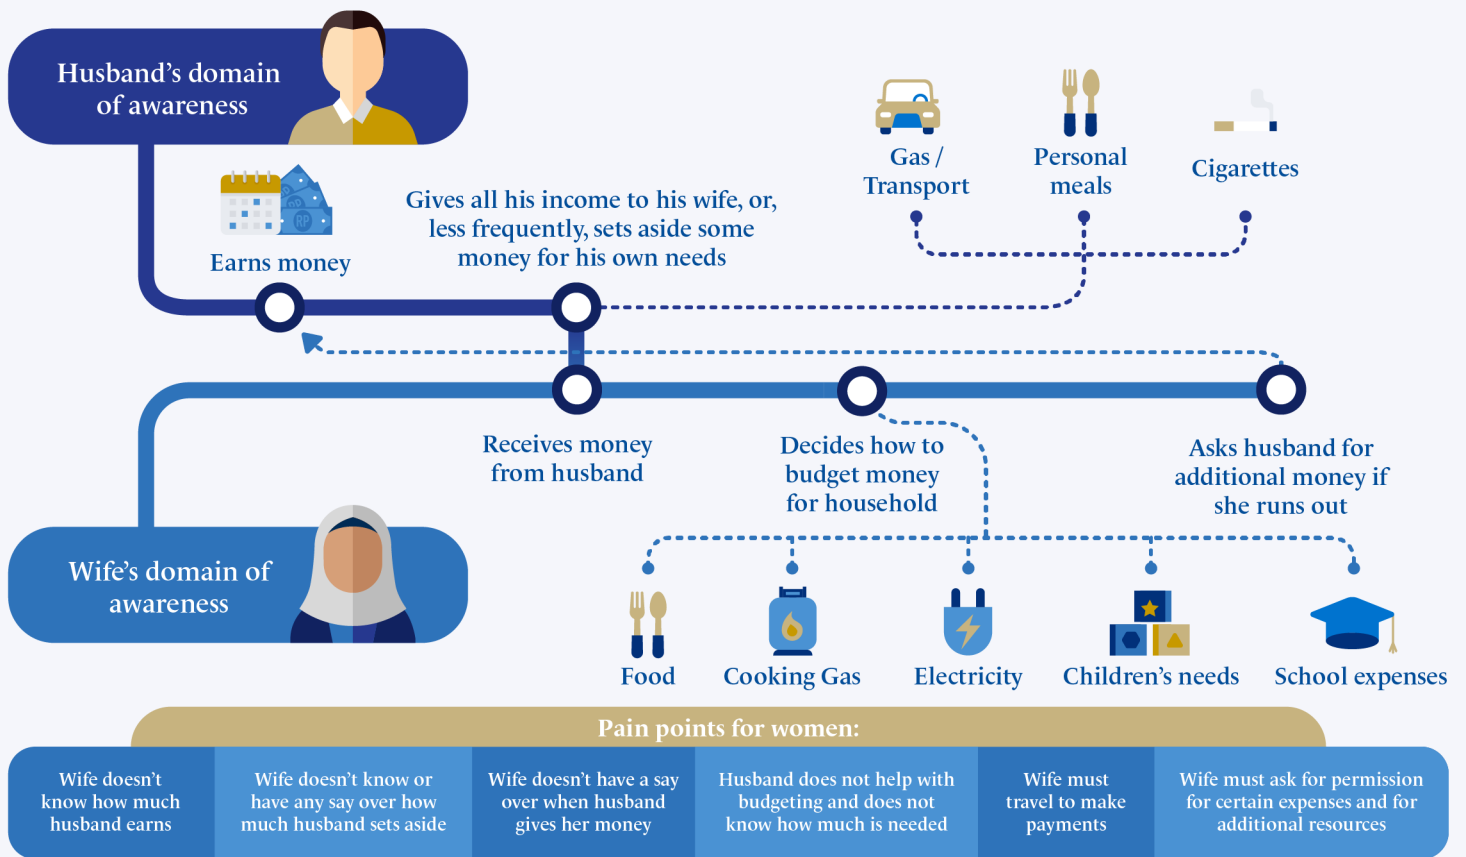 Husband's domain
of awareness
Gas /
Transport
Personal
meals
Cigarettes
RP
RP
RP
Earns money
Gives all his income to his wife, or,
less frequently, sets aside some
money for his own needs
Receives money
from husband
Decides how to
budget money
for household
Asks husband for
additional money if
she runs out
Wife's domain of
awareness
Food
Cooking Gas
Electricity
Children's needs
School expenses
Pain points for women:
Wife doesn't
know how much
husband earns
Wife doesn't know or
have any say over how
much husband sets aside
Wife doesn't have a say
over when husband
gives her money
Husband does not help with
budgeting and does not
know how much is needed
Wife must
travel to make
payments
Wife must ask for permission
for certain expenses and for
additional resources